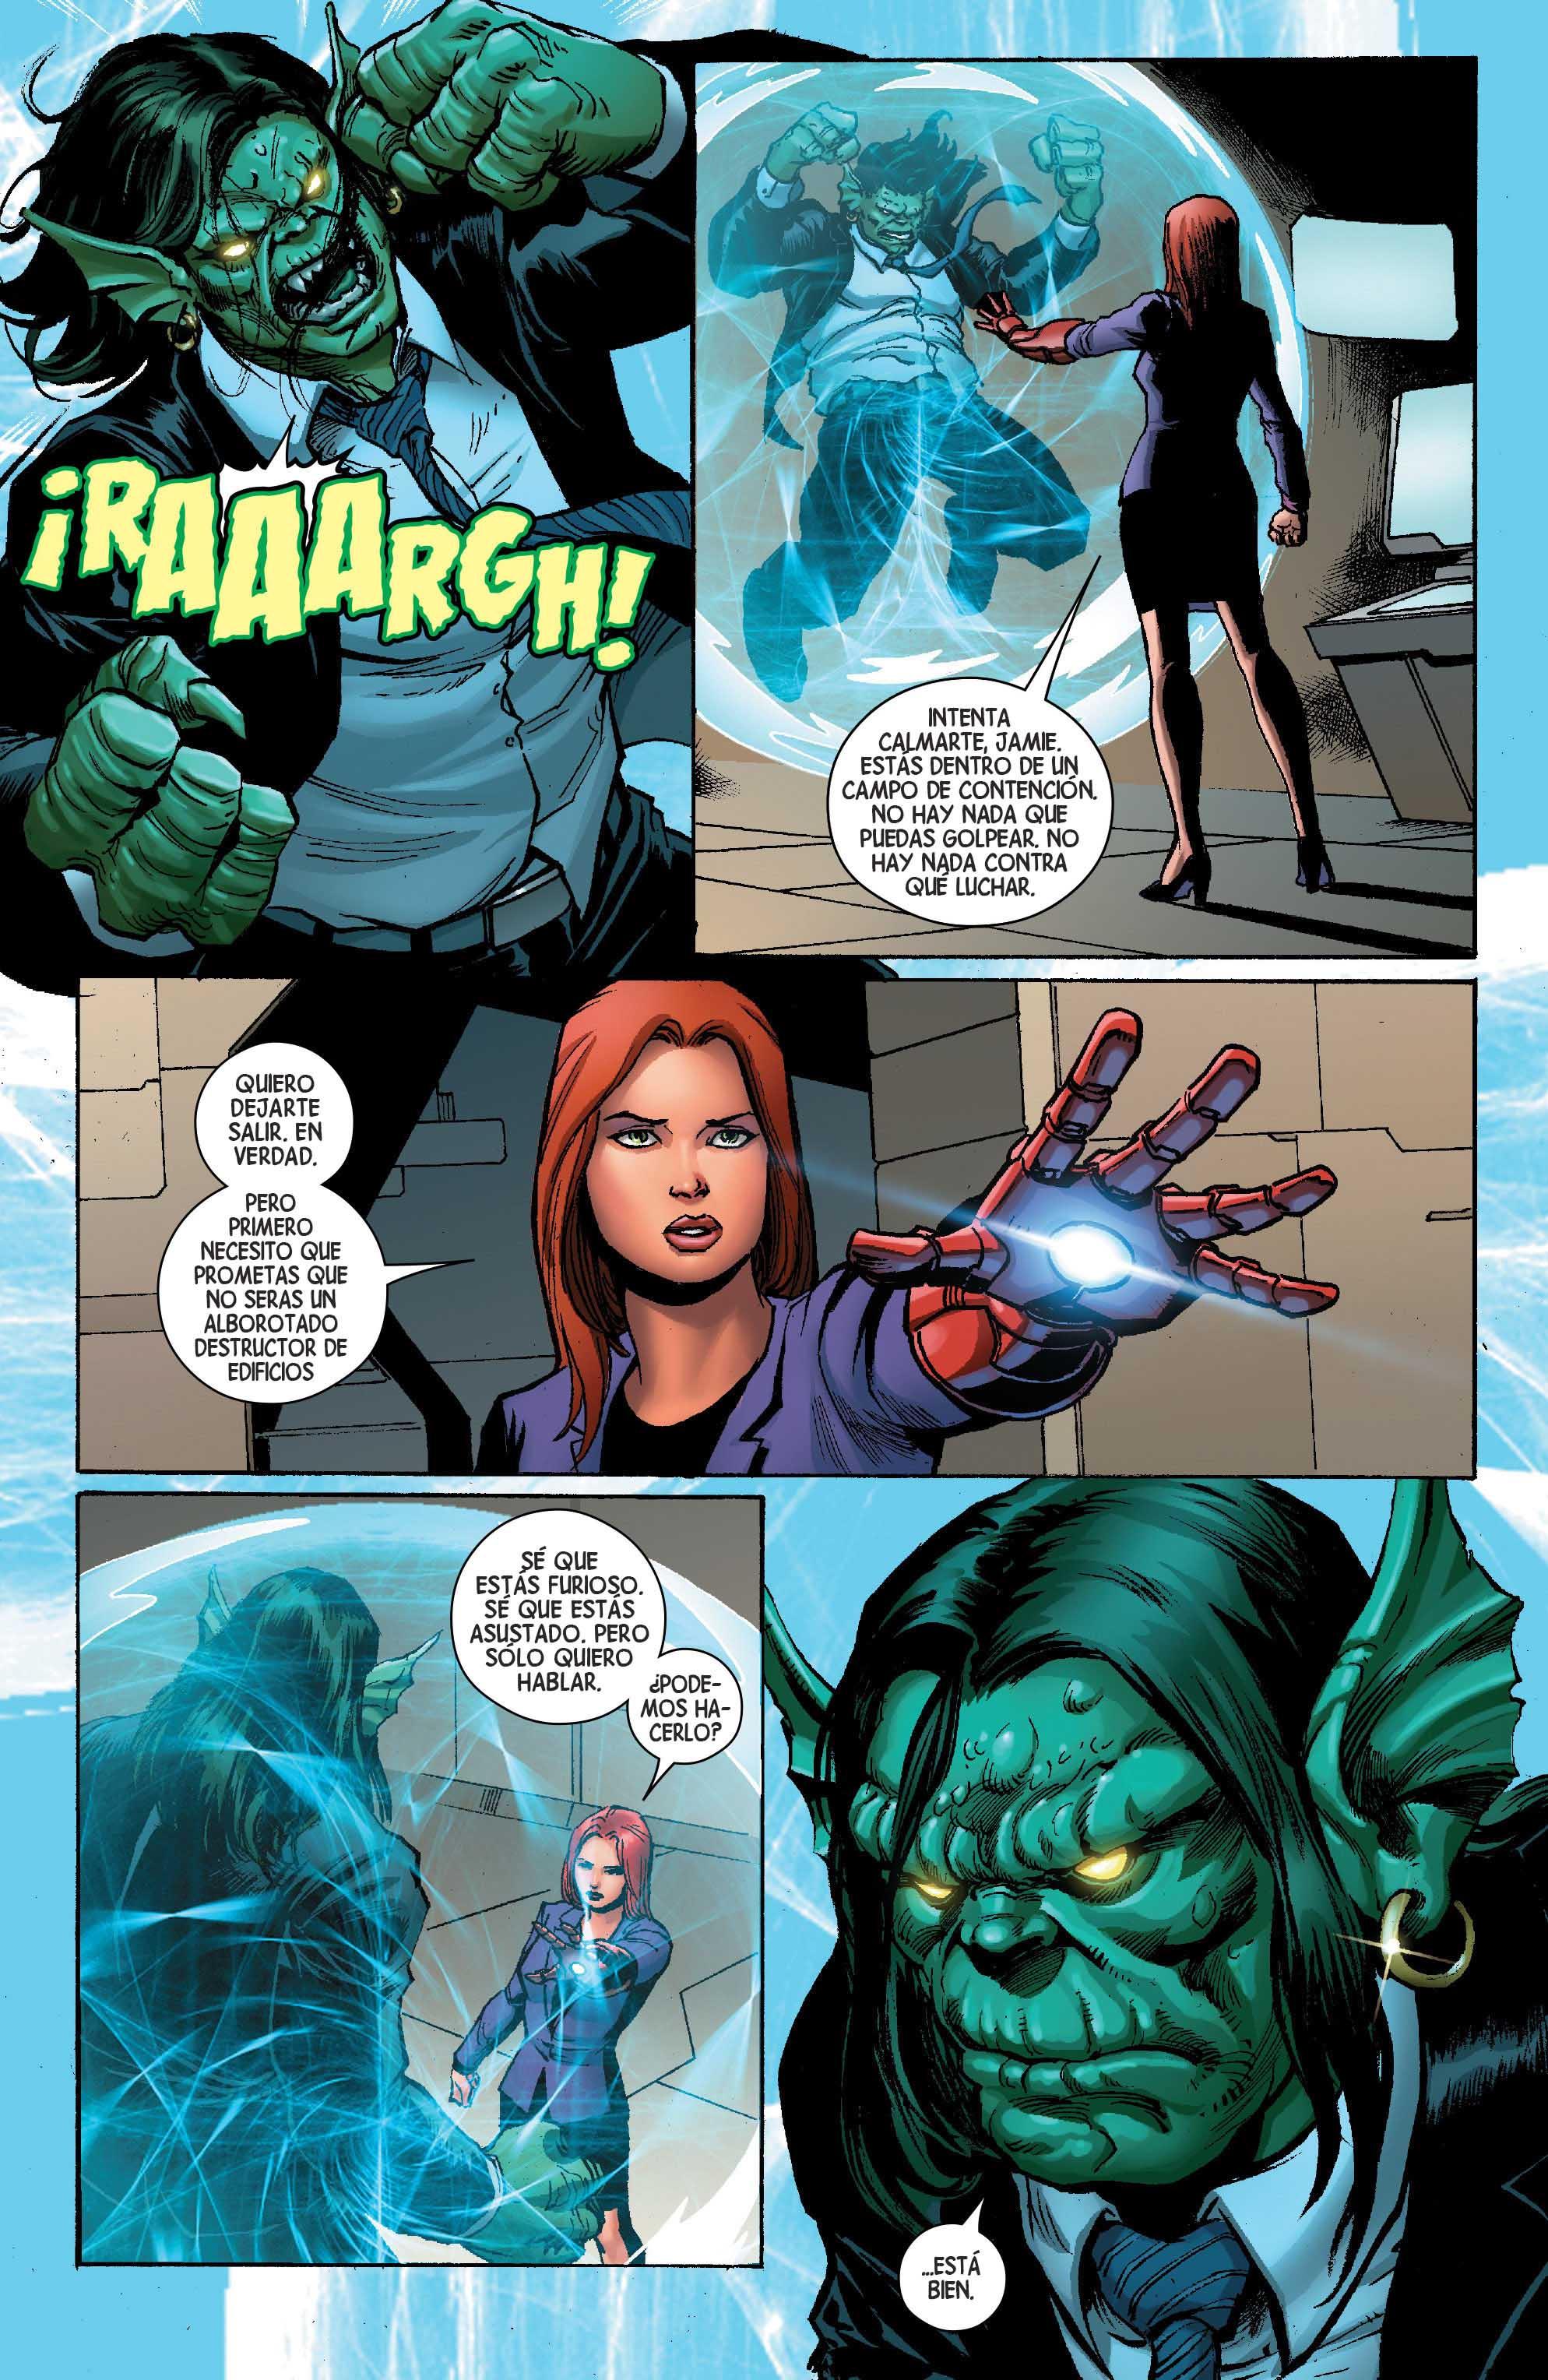 ¡RAAAARGH!
INTENTA
CALMARTE, JAMIE.
ESTÁS DENTRO DE UN
CAMPO DE CONTENCIÓN.
NO HAY NADA QUE
PUEDAS GOLPEAR. NO
HAY NADA CONTRA
QUÉ LUCHAR.
QUIERO
DEJARTE
SALIR. EN
VERDAD.
PERO
PRIMERO
NECESITO QUE
PROMETAS QUE
NO SERAS UN
ALBOROTADO
DESTRUCTOR DE
EDIFICIOS
SÉ QUE
ESTÁS FURIOSO.
SÉ QUE ESTÁS
ASUSTADO. PERO
SÓLO QUIERO
HABLAR.
¿PODE-
MOS HA-
CERLO?
...ESTÁ
BIEN.